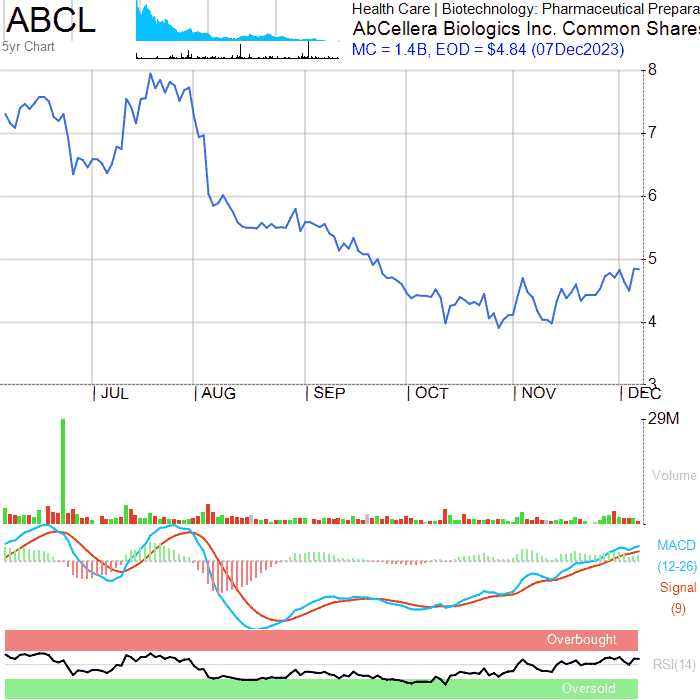 ABCL
5yr Chart
Health Care | Biotechnology: Pharmaceutical Prepara
AbCellera Biologics Inc. Common Shares
MC = 1.4B, EOD = $4.84 (07Dec2023)
8
7
6
5
4
3
| JUL | AUG | SEP | OCT | NOV | DEC
29M
Volume
MACD
(12-26)
Signal
(9)
Overbought
RSI(14)
Oversold